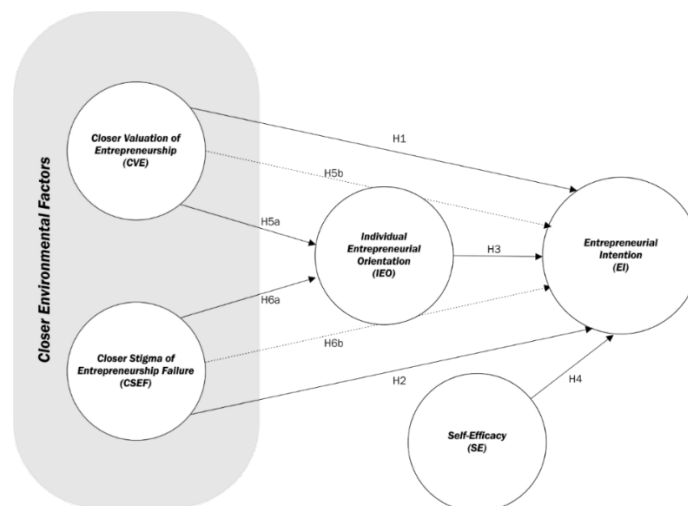 Closer Environmental Factors
Closer Valuation of
Entrepreneurship
(CVE)
H1
H5b
H5a
Individual
Entrepreneurial
Orientation
(IEO)
H3
Entrepreneurial
Intention
(EI)
H6a
H6b
Closer Stigma of
Entrepreneurship Failure
(CSEF)
H2
H4
Self-Efficacy
(SE)